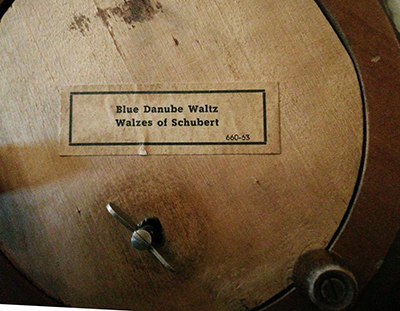 Blue Danube Waltz
Walzes of Schubert
660-53